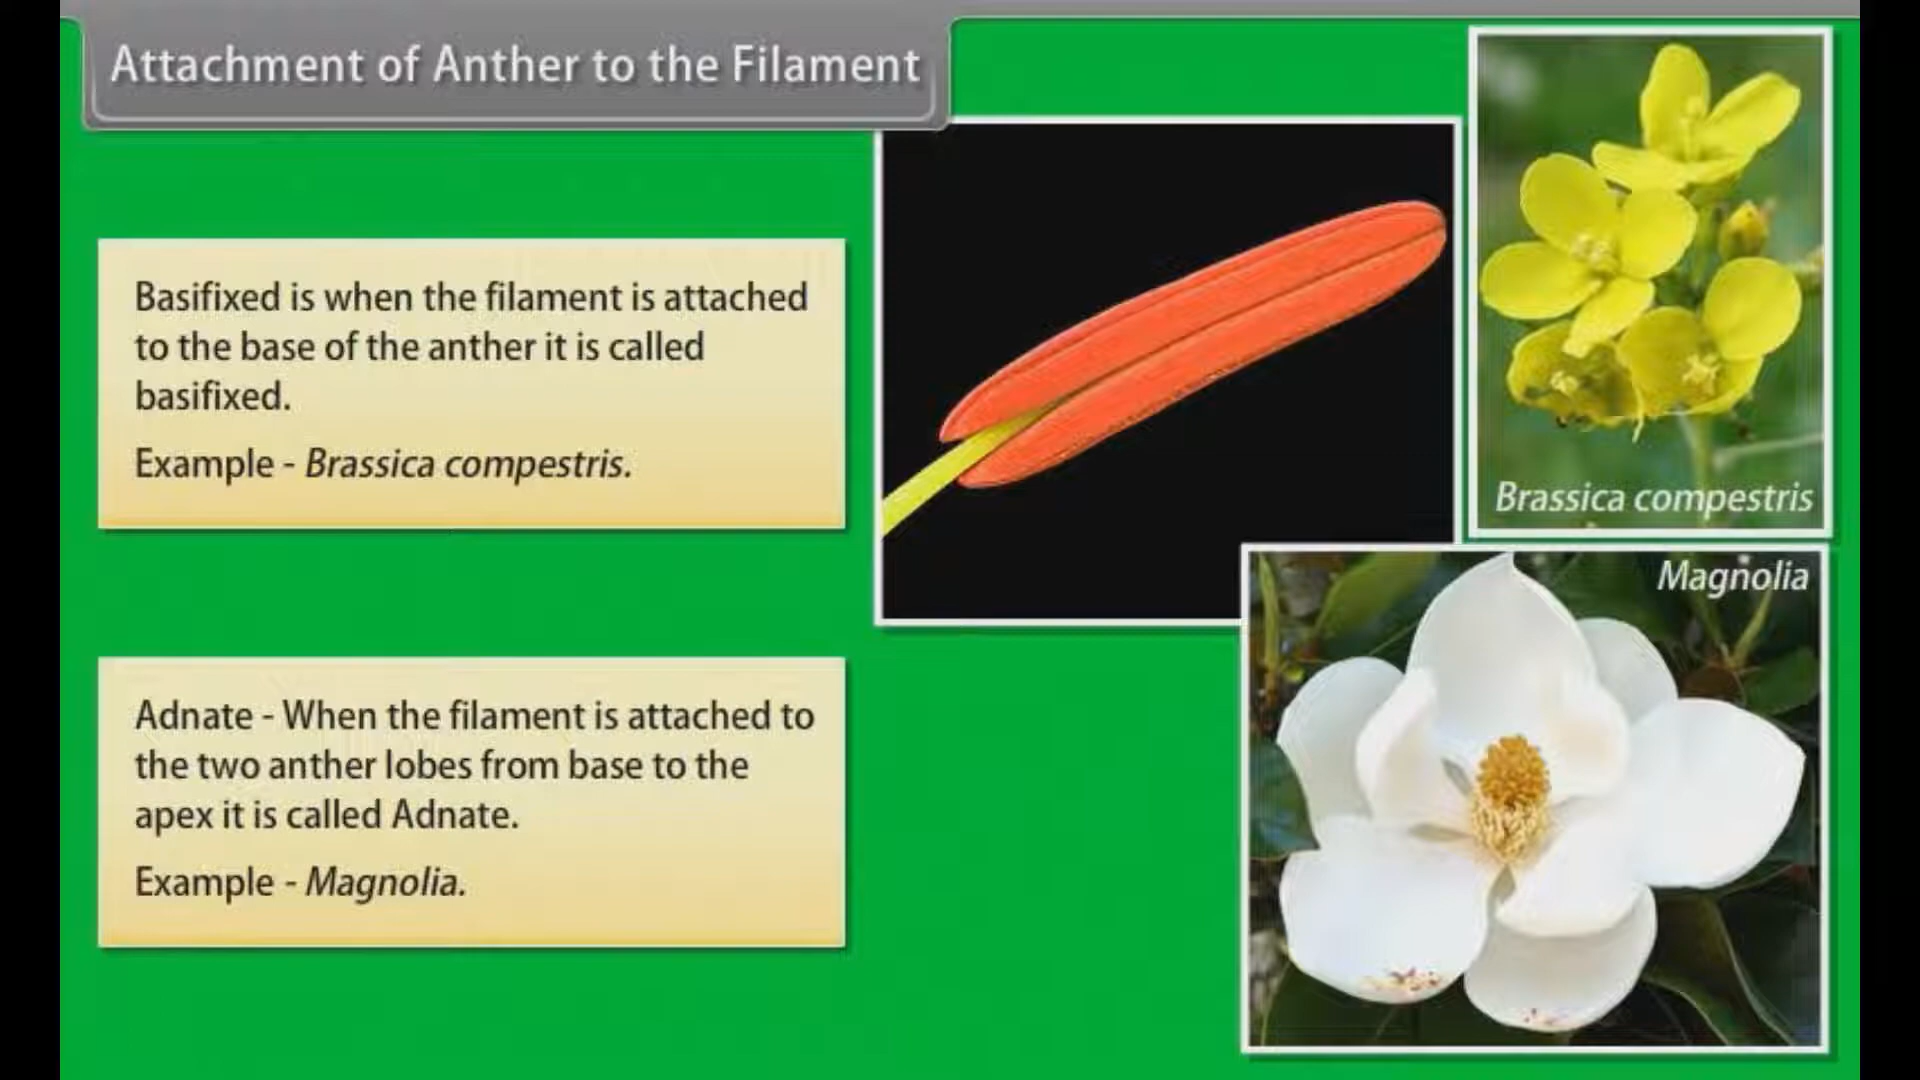 Attachment of Anther to the Filament
Basifixed is when the filament is attached
to the base of the anther it is called
basifixed.
Example - Brassica compestris.
Brassica compestris
Magnolia
Adnate - When the filament is attached to
the two anther lobes from base to the
apex it is called Adnate.
Example - Magnolia.